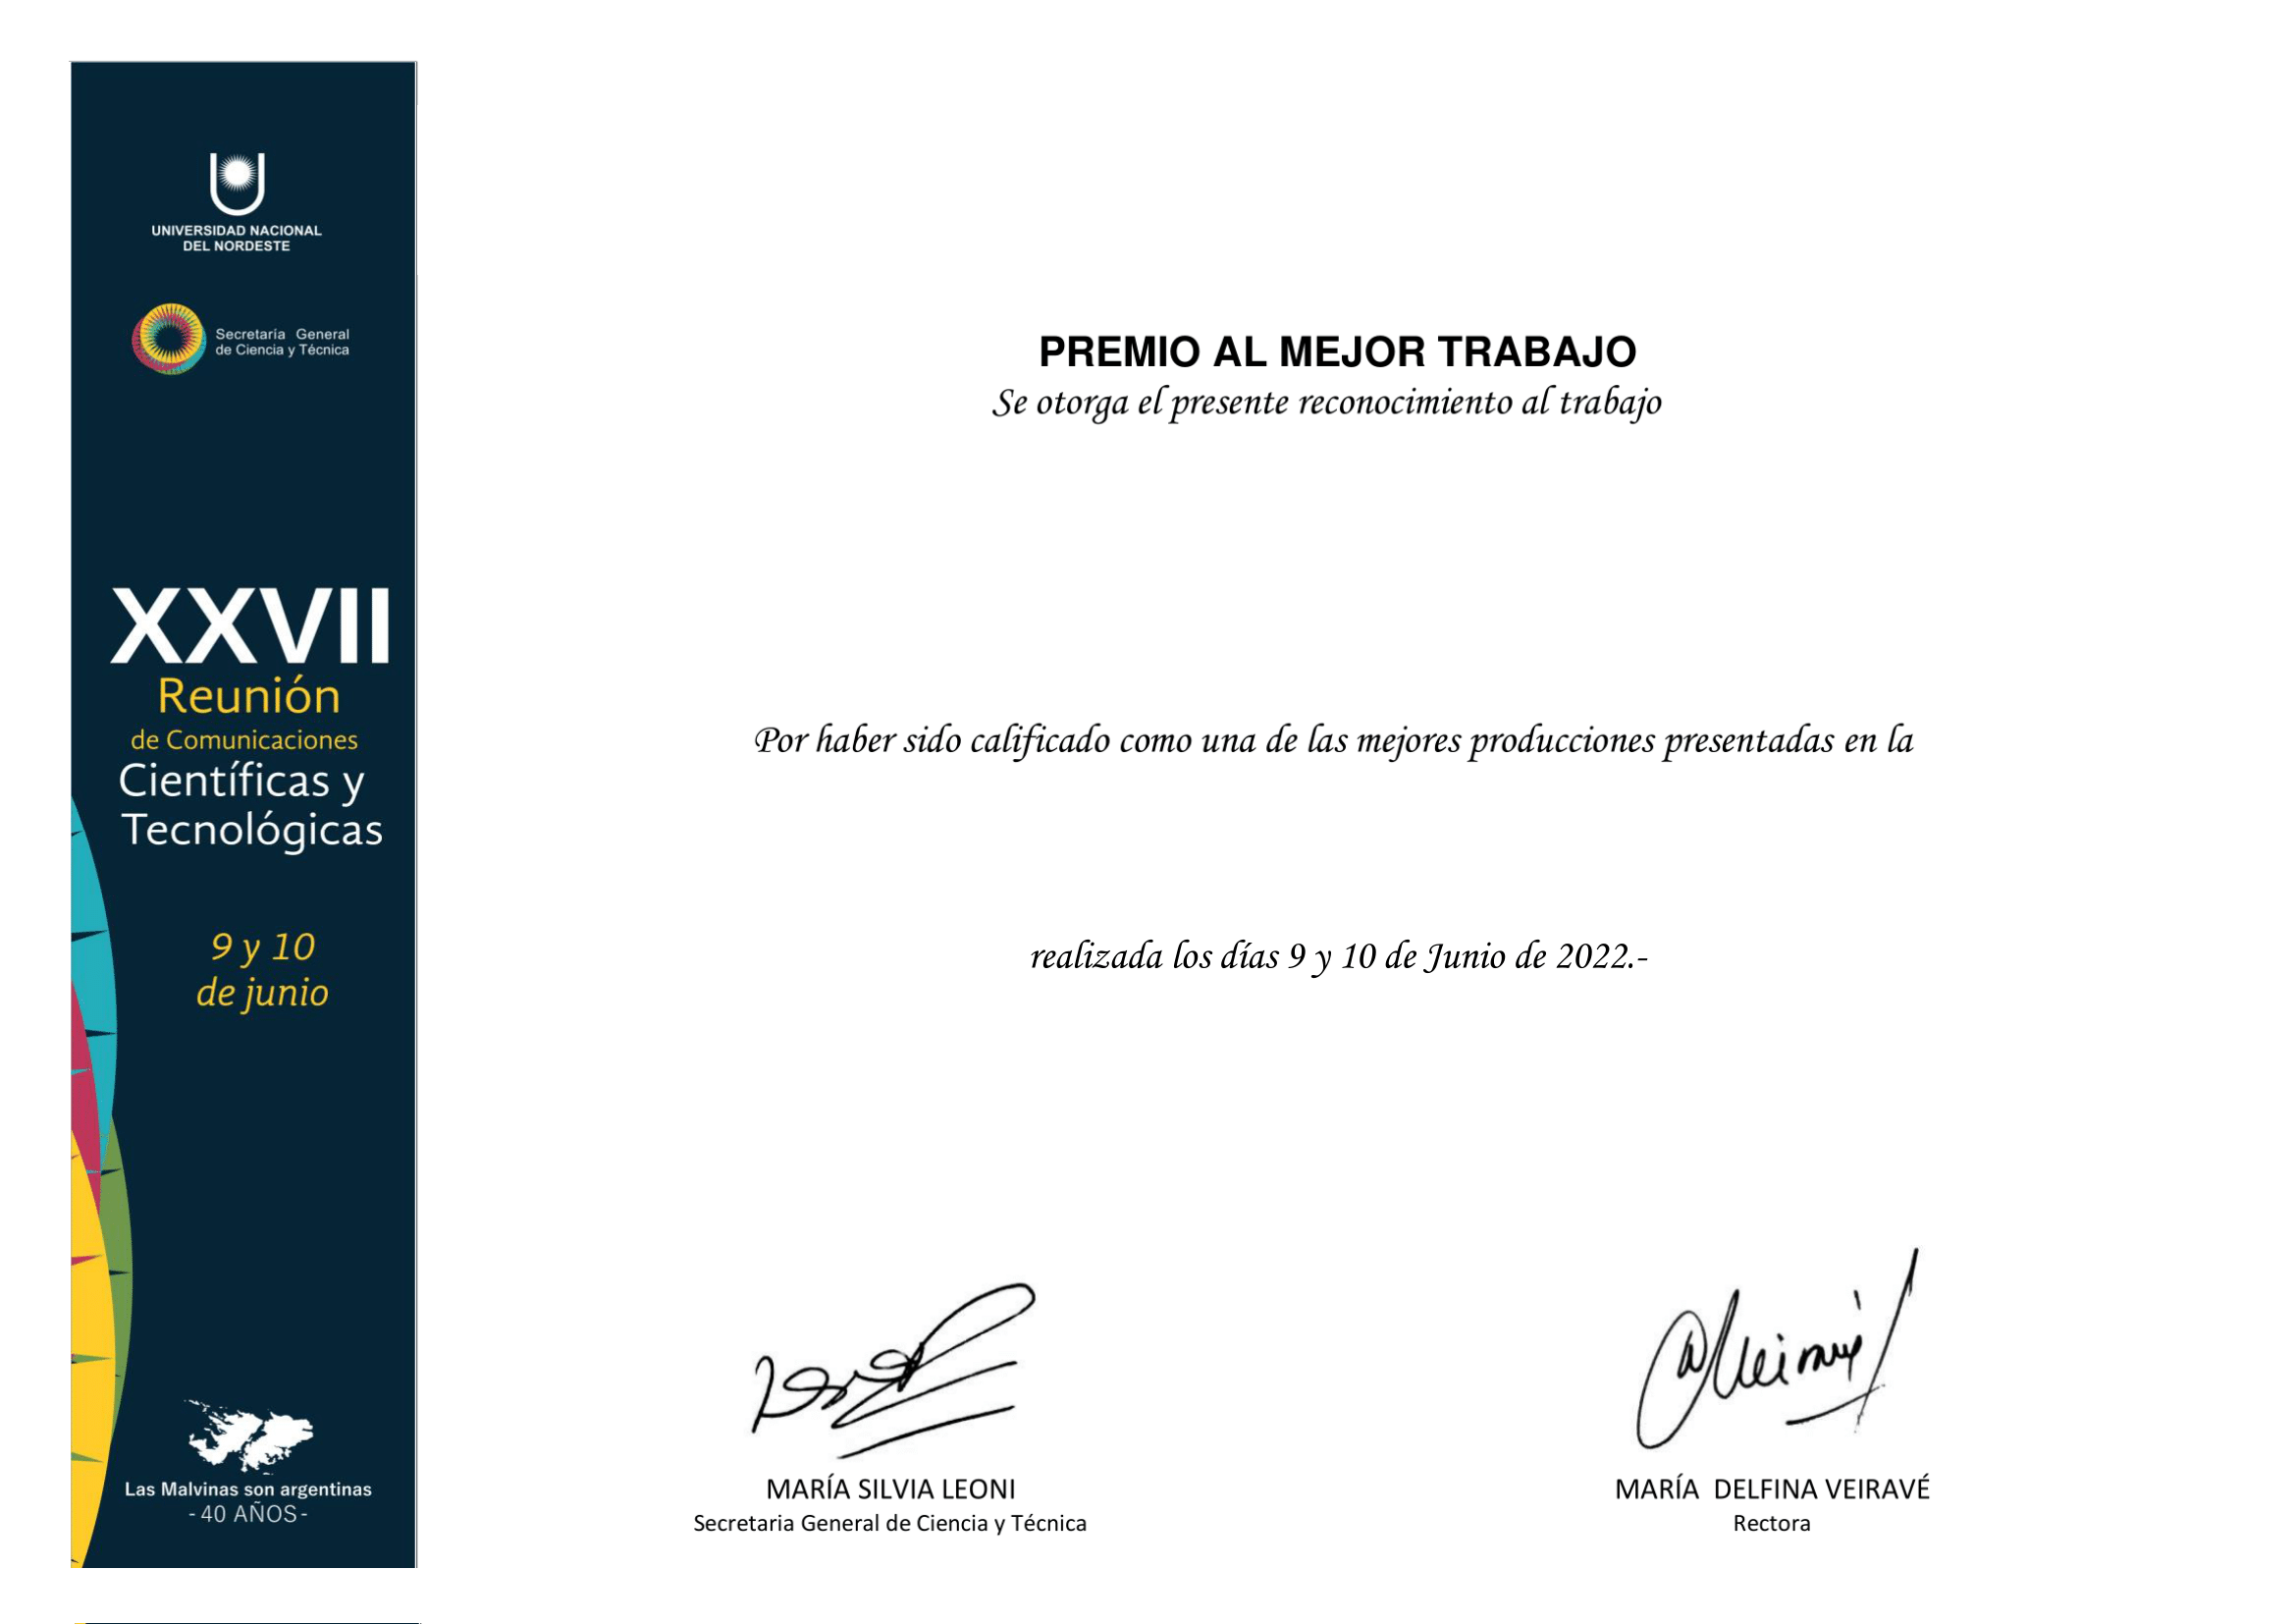 UNIVERSIDAD NACIONAL
DEL NORDESTE
Secretaría General
de Ciencia y Técnica
XXVII
Reunión
de Comunicaciones
Científicas y
Tecnológicas
9 y 10
de junio
Las Malvinas son argentinas
- 40 AÑOS -
PREMIO AL MEJOR TRABAJO
Se otorga el presente reconocimiento al trabajo
Por haber sido calificado como una de las mejores producciones presentadas en la
realizada los días 9 y 10 de Junio de 2022.-
MARÍA SILVIA LEONI
Secretaria General de Ciencia y Técnica
MARÍA DELFINA VEIRAVÉ
Rectora